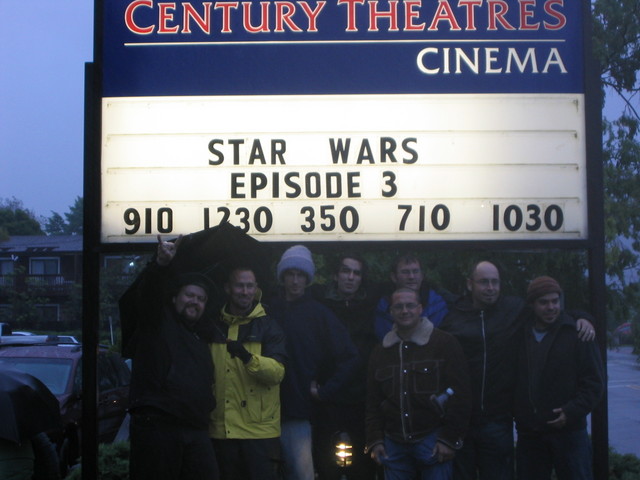 CENTURY THEATRES
CINEMA
STAR WARS
EPISODE 3
910 1230 350 710 1030